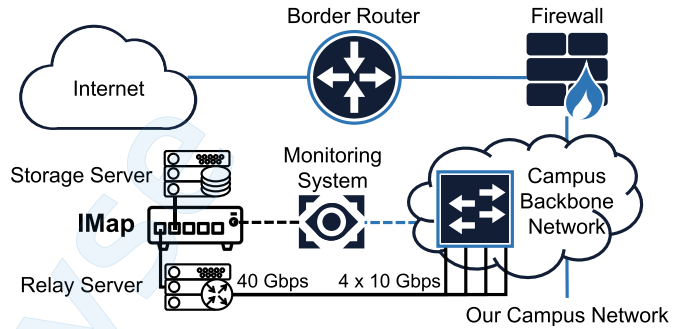 Border Router
Firewall
Internet
Storage Server
Monitoring
System
Campus
Backbone
Network
IMap
Relay Server
40 Gbps
4 x 10 Gbps
Our Campus Network